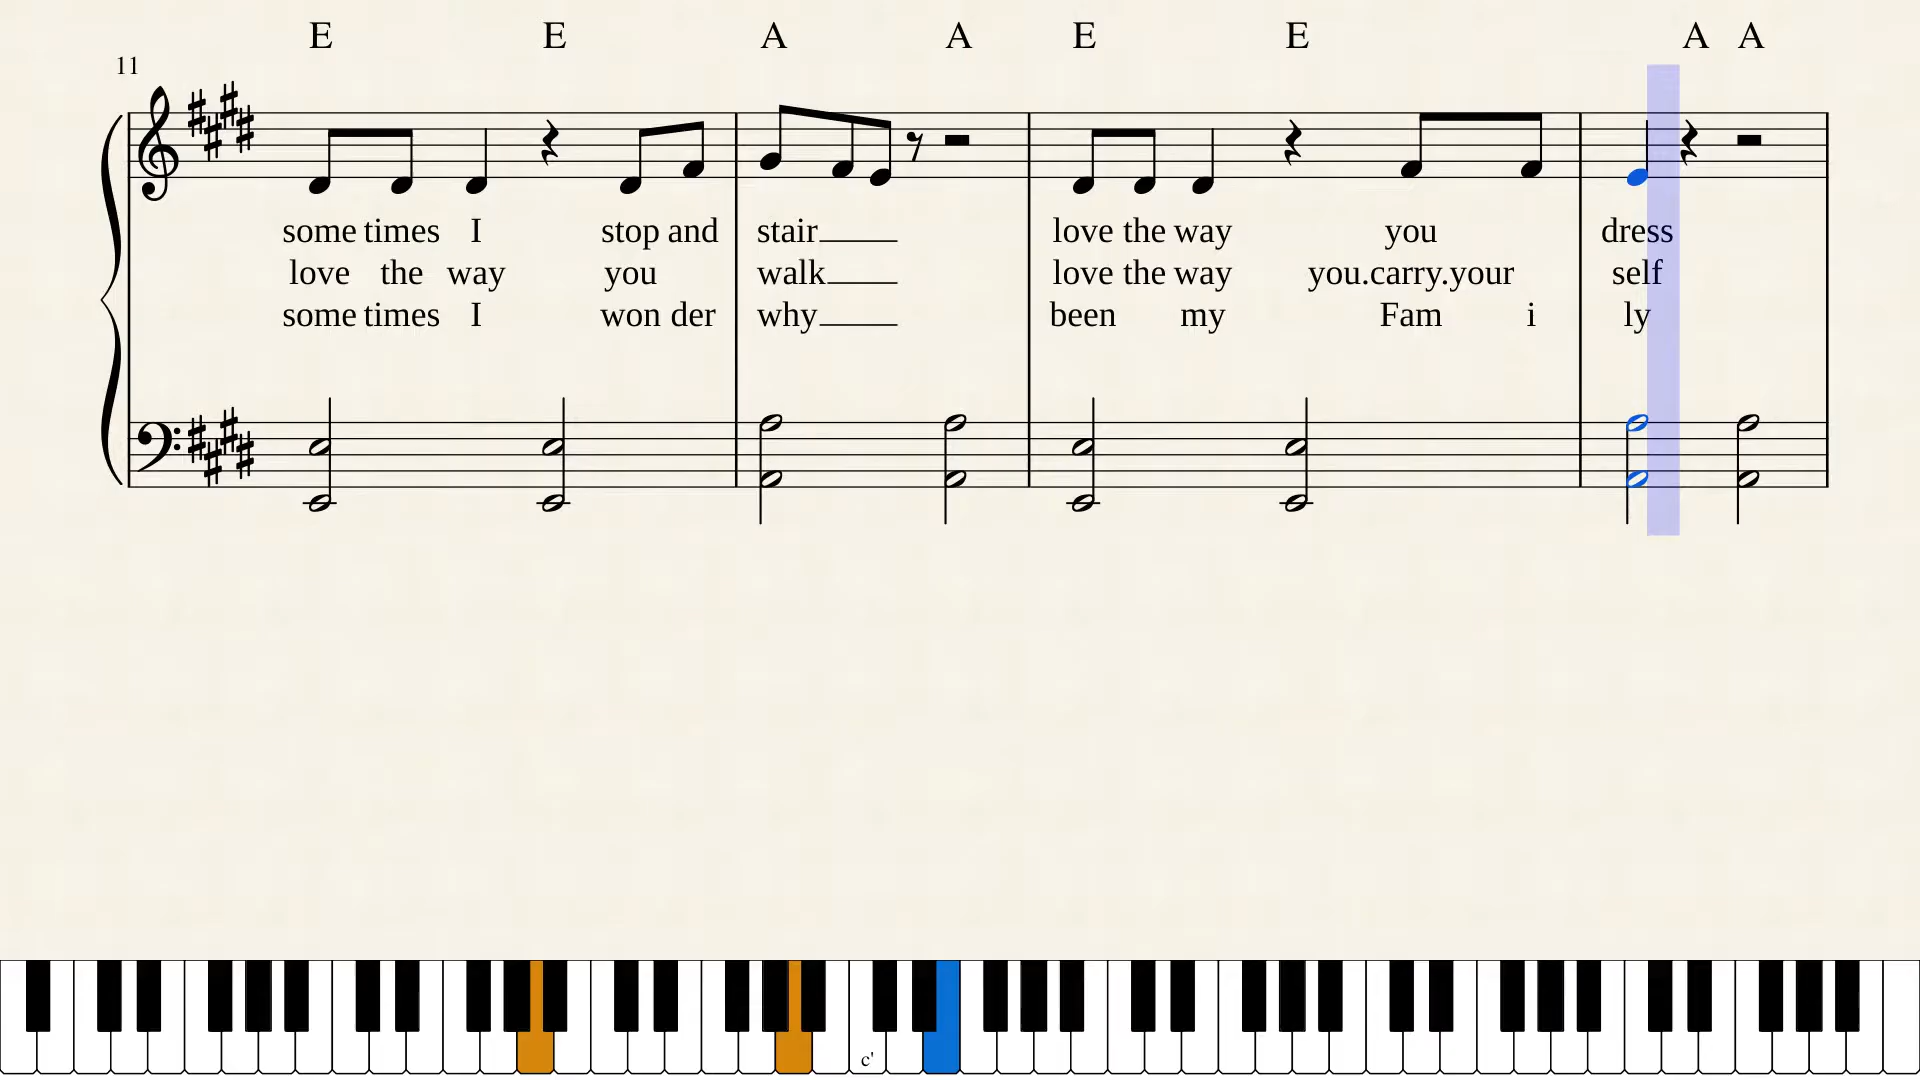 E E A A E E A A
11
some times I stop and stair love the way you dress
love the way you walk love the way you.carry.your self
some times I won der why been my Fam i ly
c'